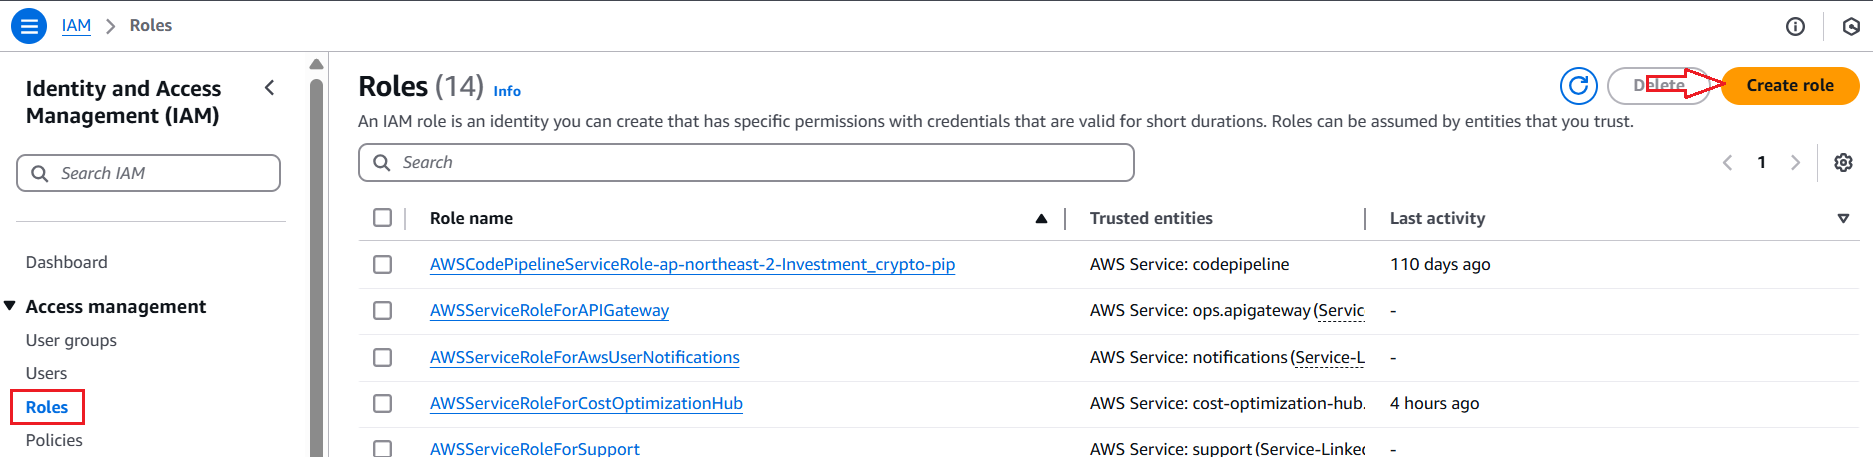 IAM > Roles
Identity and Access
Management (IAM)
Search IAM
Dashboard
Access management
User groups
Users
Roles
Policies
Roles (14) Info
Delete
Create role
An IAM role is an identity you can create that has specific permissions with credentials that are valid for short durations. Roles can be assumed by entities that you trust.
Search
1
Role name Trusted entities Last activity
AWSCodePipelineServiceRole-ap-northeast-2-Investment_crypto-pip AWS Service: codepipeline 110 days ago
AWSServiceRoleForAPIGateway AWS Service: ops.apigateway (Servic -
AWSServiceRoleForAwsUserNotifications AWS Service: notifications (Service-L -
AWSServiceRoleForCostOptimizationHub AWS Service: cost-optimization-hub. 4 hours ago
AWSServiceRoleForSupport AWS Service: support (Service-Linked -